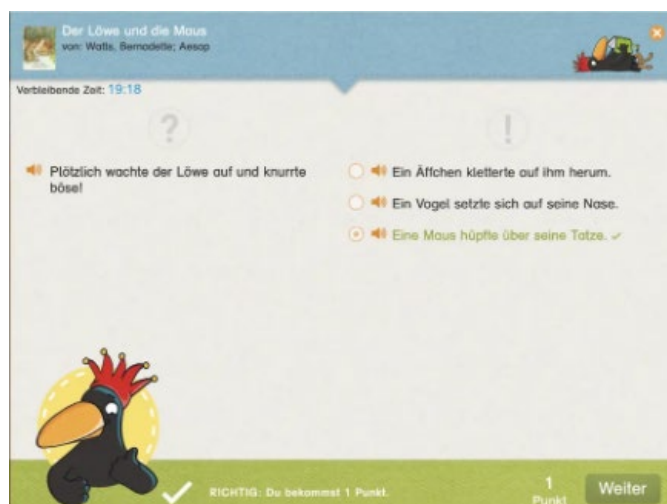 Der Löwe und die Maus
von: Watts, Bernadette; Aesop
Verbleibende Zeit: 19:18
?
!
Plötzlich wachte der Löwe auf und knurrte
böse!
Ein Äffchen kletterte auf ihm herum.
Ein Vogel setzte sich auf seine Nase.
Eine Maus hüpfte über seine Tatze.
RICHTIG: Du bekommst 1 Punkt.
1
Punkt
Weiter